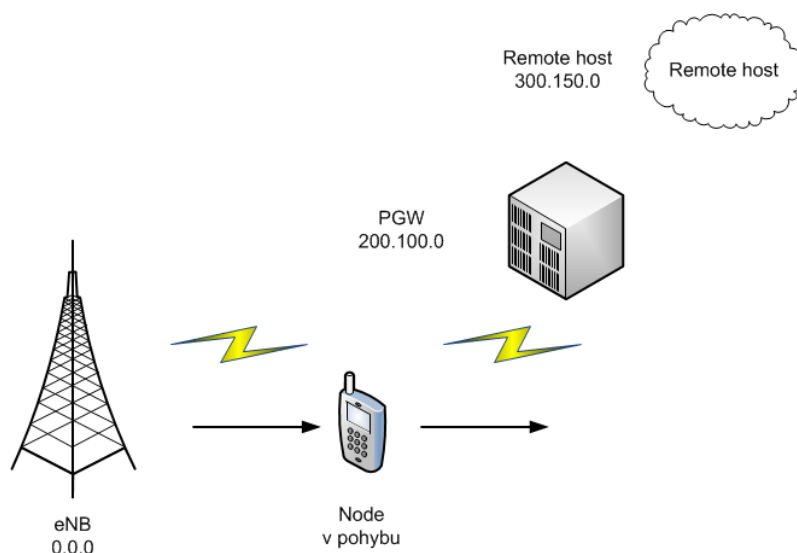 Remote host
300.150.0
Remote host
PGW
200.100.0
eNB
0.0.0
Node
v pohybu